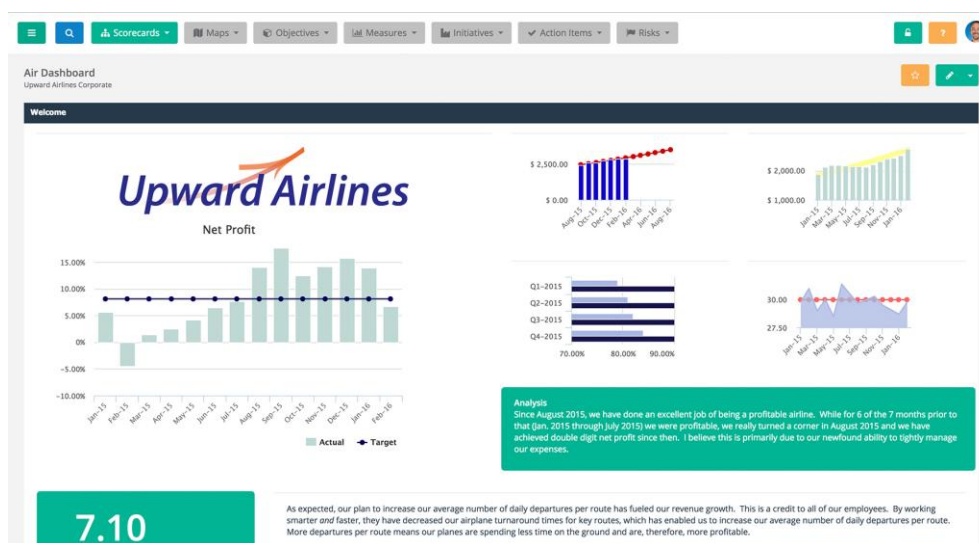 Scorecards
Maps
Objectives
Measures
Initiatives
Action Items
Risks
?
Air Dashboard
Upward Airlines Corporate
Welcome
Upward Airlines
Net Profit
15.00%
10.00%
5.00%
0%
-5.00%
-10.00%
Jan-15
Feb-15
Mar-15
Apr-15
May-15
Jun-15
Jul-15
Aug-15
Sep-15
Oct-15
Nov-15
Dec-15
Jan-16
Feb-16
Actual
Target
$ 2,500.00
$ 0.00
Aug-15
Oct-15
Dec-15
Feb-16
Apr-16
Jun-16
Aug-16
$ 2,000.00
$ 1,000.00
Jan-15
Mar-15
May-15
Jul-15
Sep-15
Nov-15
Jan-16
Q1-2015
Q2-2015
Q3-2015
Q4-2015
70.00% 80.00% 90.00%
30.00
27.50
Jan-15
Mar-15
May-15
Jul-15
Sep-15
Nov-15
Jan-16
Analysis
Since August 2015, we have done an excellent job of being a profitable airline. While for 6 of the 7 months prior to
that (Jan. 2015 through July 2015) we were profitable, we really turned a corner in August 2015 and we have
achieved double digit net profit since then. I believe this is primarily due to our newfound ability to tightly manage
our expenses.
7.10
As expected, our plan to increase our average number of daily departures per route has fueled our revenue growth. This is a credit to all of our employees. By working
smarter and faster, they have decreased our airplane turnaround times for key routes, which has enabled us to increase our average number of daily departures per route.
More departures per route means our planes are spending less time on the ground and are, therefore, more profitable.